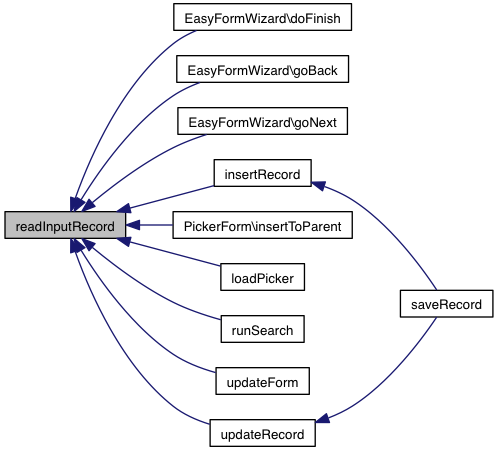 EasyFormWizard\doFinish
EasyFormWizard\goBack
EasyFormWizard\goNext
insertRecord
readInputRecord
PickerForm\insertToParent
loadPicker
saveRecord
runSearch
updateForm
updateRecord